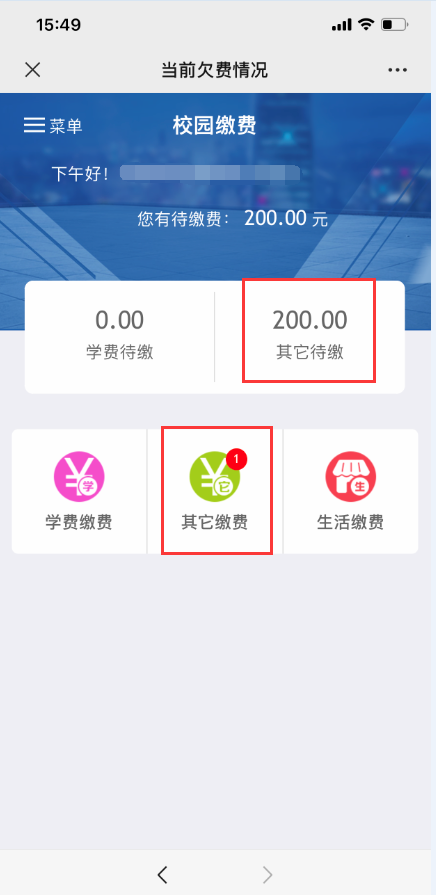 15:49
当前欠费情况
菜单
校园缴费
下午好！
您有待缴费： 200.00 元
0.00
200.00
学费待缴
其它待缴
学
1
它
生
学费缴费
其它缴费
生活缴费